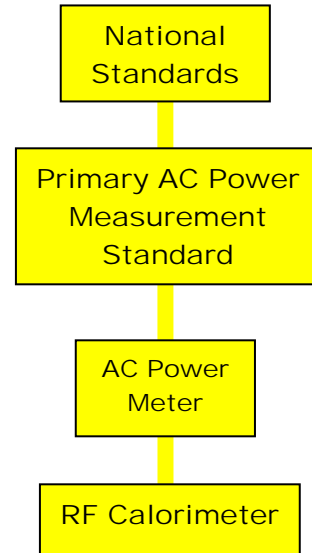 National
Standards
Primary AC Power
Measurement
Standard
AC Power
Meter
RF Calorimeter